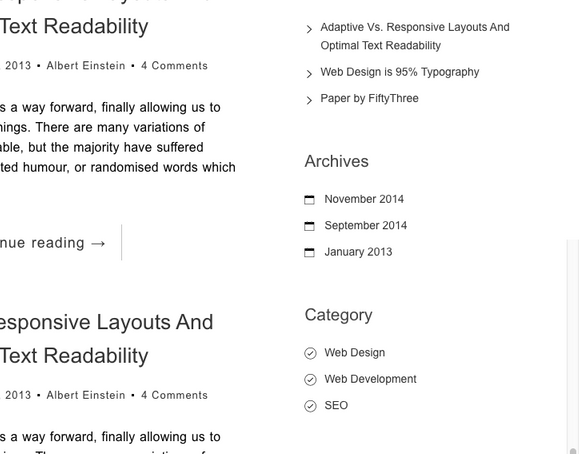 Text Readability
2013 • Albert Einstein • 4 Comments
s a way forward, finally allowing us to
ings. There are many variations of
able, but the majority have suffered
ted humour, or randomised words which
nue reading →
esponsive Layouts And
Text Readability
2013 • Albert Einstein • 4 Comments
s a way forward, finally allowing us to
Adaptive Vs. Responsive Layouts And
Optimal Text Readability
Web Design is 95% Typography
Paper by FiftyThree
Archives
November 2014
September 2014
January 2013
Category
Web Design
Web Development
SEO